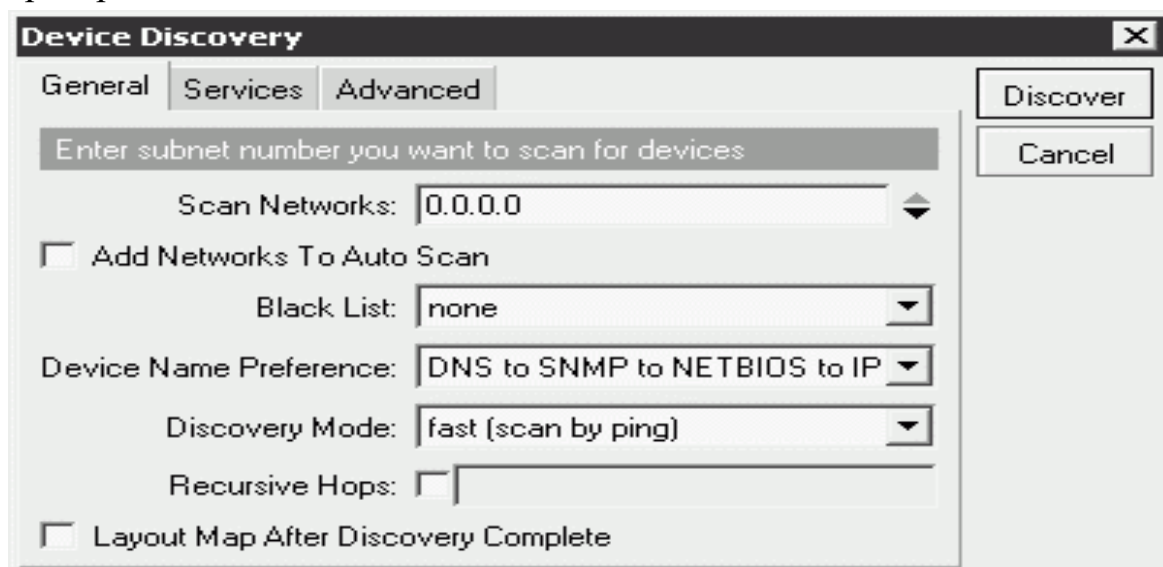 Device Discovery
General Services Advanced
Discover
Enter subnet number you want to scan for devices
Cancel
Scan Networks: 0.0.0.0
Add Networks To Auto Scan
Black List: none
Device Name Preference: DNS to SNMP to NETBIOS to IP
Discovery Mode: fast (scan by ping)
Recursive Hops:
Layout Map After Discovery Complete